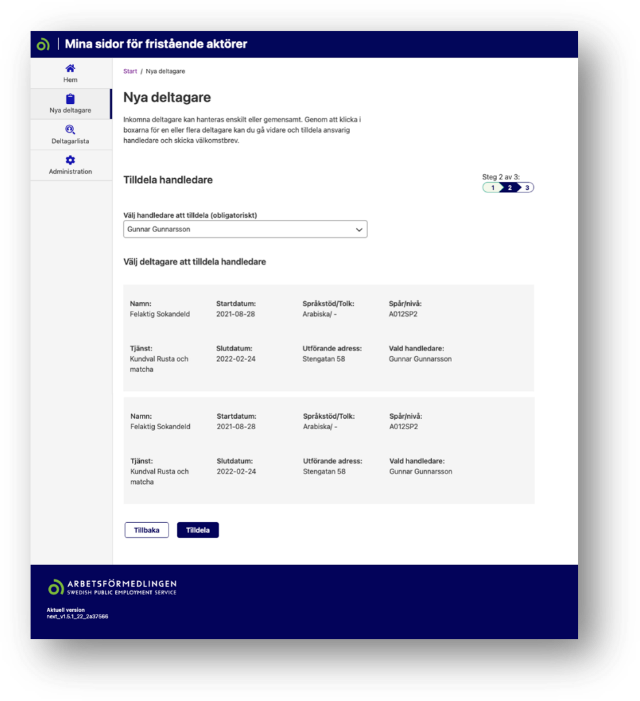 Mina sidor för fristående aktörer
Hem
Nya deltagare
Deltagarlista
Administration
Start / Nya deltagare
Nya deltagare
Inkomna deltagare kan hanteras enskilt eller gemensamt. Genom att klicka i
boxarna för en eller flera deltagare kan du gå vidare och tilldela ansvarig
handledare och skicka välkomstbrev.
Tilldela handledare
Steg 2 av 3:
1 2 3
Välj handledare att tilldela (obligatoriskt)
Gunnar Gunnarsson
Välj deltagare att tilldela handledare
Namn: Startdatum: Språkstöd/Tolk: Spår/nivå:
Felaktig Sokandeld 2021-08-28 Arabiska/ - A012SP2
Tjänst: Slutdatum: Utförande adress: Vald handledare:
Kundval Rusta och 2022-02-24 Stengatan 58 Gunnar Gunnarsson
matcha
Namn: Startdatum: Språkstöd/Tolk: Spår/nivå:
Felaktig Sokandeld 2021-08-28 Arabiska/ - A012SP2
Tjänst: Slutdatum: Utförande adress: Vald handledare:
Kundval Rusta och 2022-02-24 Stengatan 58 Gunnar Gunnarsson
matcha
Tillbaka Tilldela
ARBETSFÖRMEDLINGEN
SWEDISH PUBLIC EMPLOYMENT SERVICE
Aktuell version
next_v1.5.1_22_2a37566